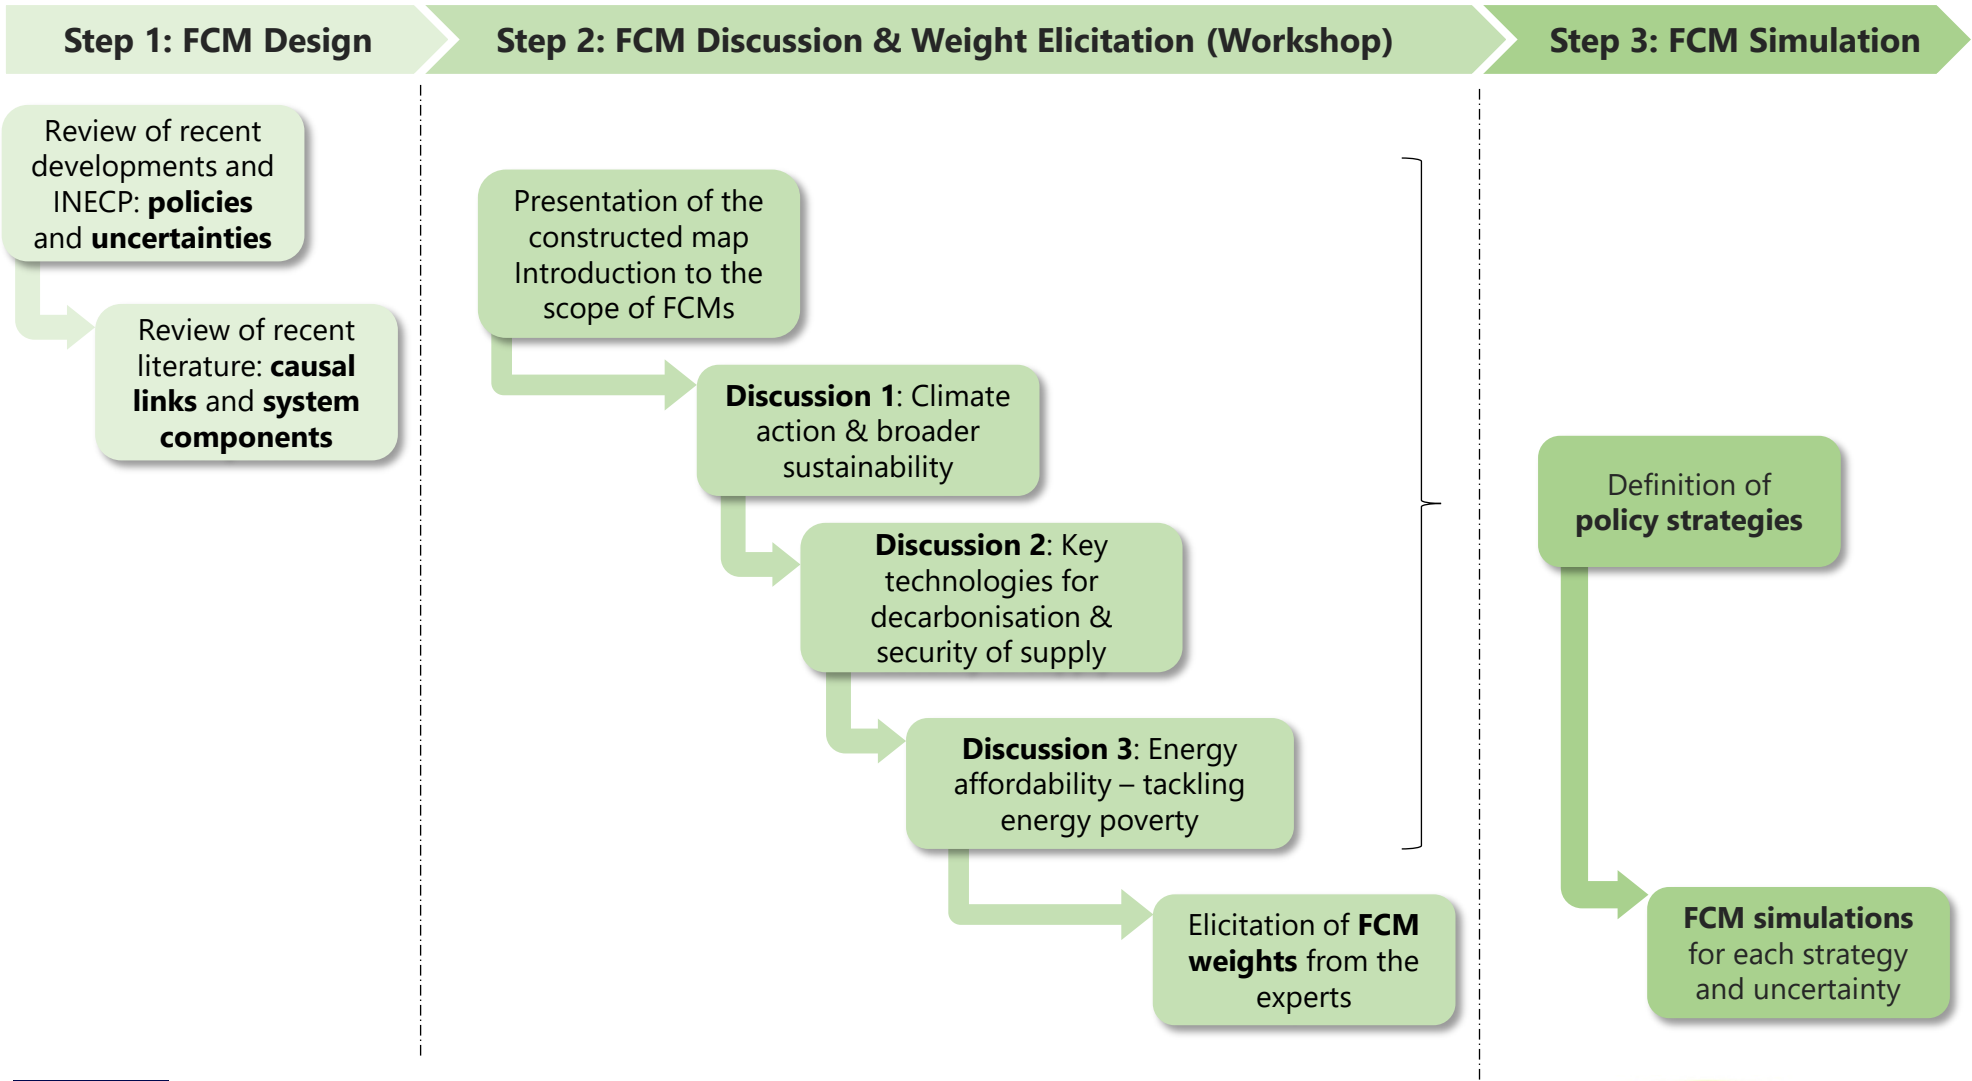 Step 1: FCM Design
Step 2: FCM Discussion & Weight Elicitation (Workshop)
Step 3: FCM Simulation
Review of recent
developments and
INECP: policies
and uncertainties
Review of recent
literature: causal
links and system
components
Presentation of the
constructed map
Introduction to the
scope of FCMs
Discussion 1: Climate
action & broader
sustainability
Discussion 2: Key
technologies for
decarbonisation &
security of supply
Discussion 3: Energy
affordability – tackling
energy poverty
Elicitation of FCM
weights from the
experts
Definition of
policy strategies
FCM simulations
for each strategy
and uncertainty